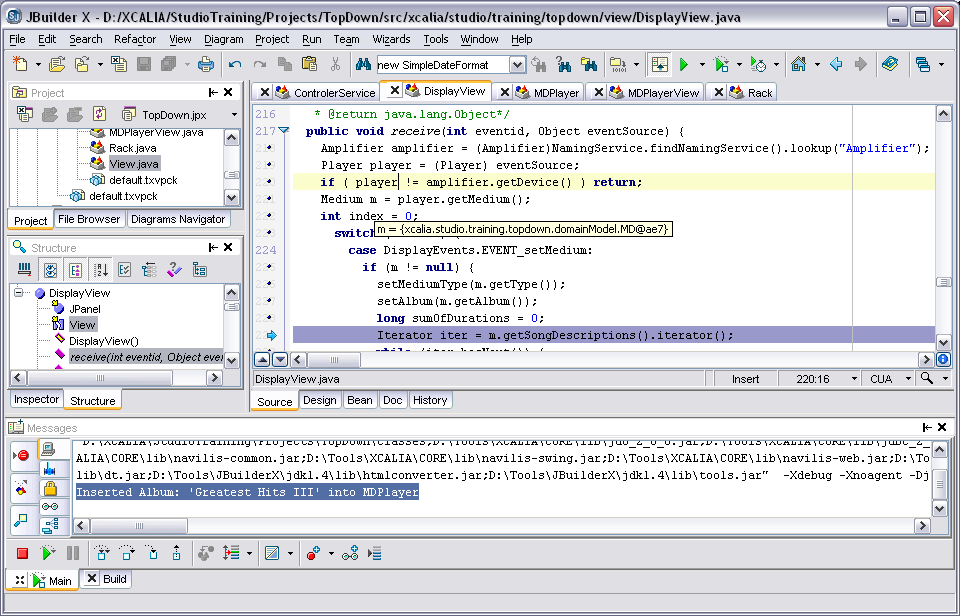 JBuilder X - D:/XCALIA/StudioTraining/Projects/TopDown/src/xcalia/studio/training/topdown/view/DisplayView.java
File Edit Search Refactor View Diagram Project Run Team Wizards Tools Window Help
new SimpleDateFormat
Project
TopDown.jpx
MDPlayerView.java
Rack.java
View.java
default.txvpck
default.txvpck
Project File Browser Diagrams Navigator
Structure
DisplayView
JPanel
View
DisplayView()
receive(int eventid, Object even
Inspector Structure
ControlerService DisplayView MDPlayer MDPlayerView Rack
216 * @return java.lang.Object*/
217 public void receive(int eventid, Object eventSource) {
Amplifier amplifier = (Amplifier)NamingService.findNamingService().lookup("Amplifier");
Player player = (Player) eventSource;
if ( player != amplifier.getDevice() ) return;
Medium m = player.getMedium();
int index = 0;
switc
m = {xcalia.studio.training.topdown.domainModel.MD@ae7}
224 case DisplayEvents.EVENT_setMedium:
if (m != null) {
setMediumType(m.getType());
setAlbum(m.getAlbum());
long sumOfDurations = 0;
Iterator iter = m.getSongDescriptions().iterator();
while (iter.hasNext()) {
DisplayView.java Insert 220:16 CUA
Source Design Bean Doc History
Messages
"D:\XCALIA\StudioTraining\Projects\TopDown\classes;D:\Tools\XCALIA\CORE\lib\jdo_2_0_0.jar;D:\Tools\XCALIA\CORE\lib\jdbc_2_
ALIA\CORE\lib\navilis-common.jar;D:\Tools\XCALIA\CORE\lib\navilis-swing.jar;D:\Tools\XCALIA\CORE\lib\navilis-web.jar;D:\To
lib\dt.jar;D:\Tools\JBuilderX\jdk1.4\lib\htmlconverter.jar;D:\Tools\JBuilderX\jdk1.4\lib\tools.jar" -Xdebug -Xnoagent -Dj
Inserted Album: 'Greatest Hits III' into MDPlayer
Main Build